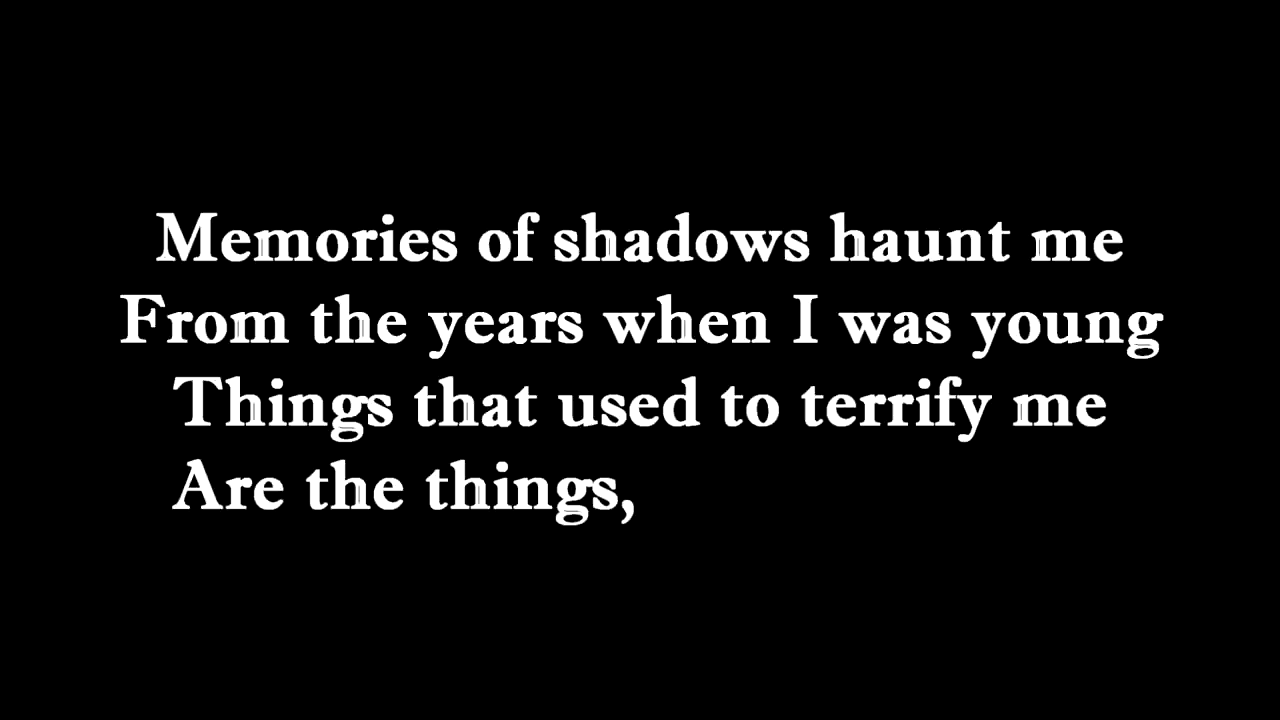 Memories of shadows haunt me
From the years when I was young
Things that used to terrify me
Are the things,